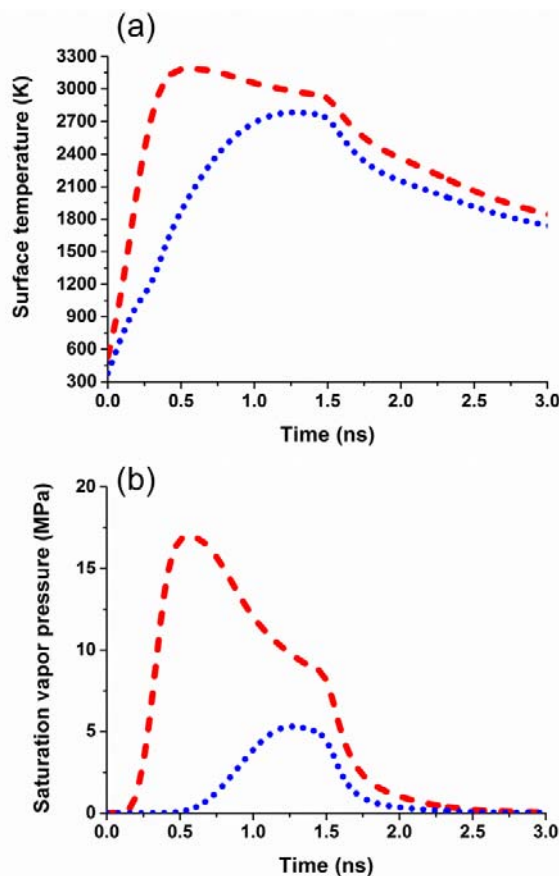 (a)
Surface temperature (K)
3300
3000
2700
2400
2100
1800
1500
1200
900
600
300
0.0 0.5 1.0 1.5 2.0 2.5 3.0
Time (ns)
(b)
Saturation vapor pressure (MPa)
20
15
10
5
0
0.0 0.5 1.0 1.5 2.0 2.5 3.0
Time (ns)